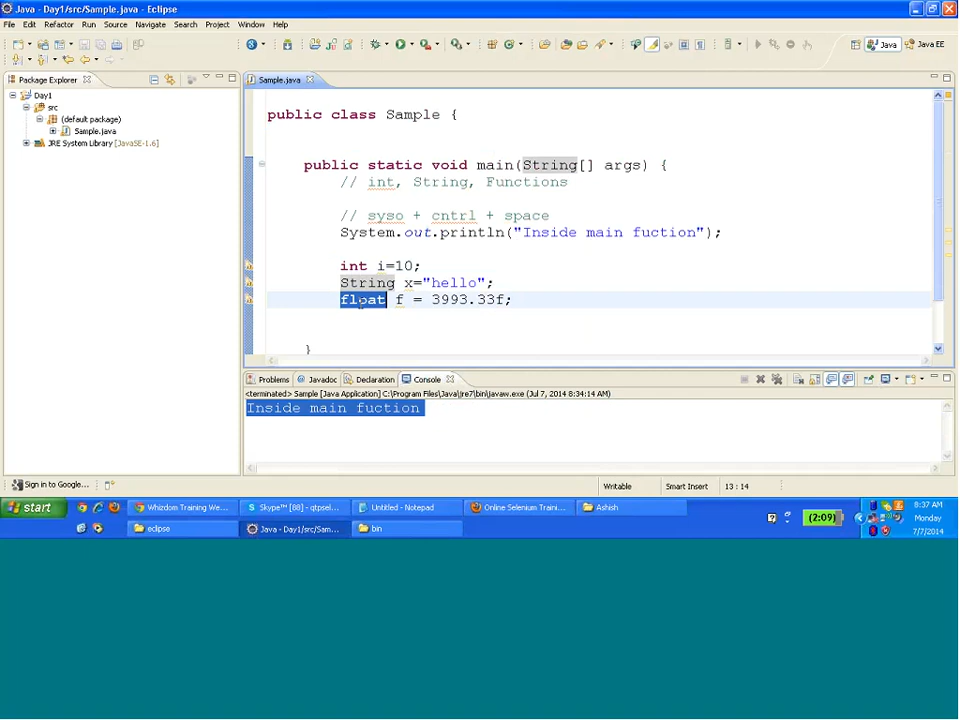 Java - Day1/src/Sample.java - Eclipse
File Edit Refactor Run Source Navigate Search Project Window Help
Java Java EE
Package Explorer
Sample.java
Day1
src
(default package)
Sample.java
JRE System Library [JavaSE-1.6]
public class Sample {
public static void main(String[] args) {
// int, String, Functions
// syso + cntrl + space
System.out.println("Inside main fuction");
int i=10;
String x="hello";
float f = 3993.33f;
}
Problems @ Javadoc Declaration Console
<terminated> Sample [Java Application] C:\Program Files\Java\jre7\bin\javaw.exe (Jul 7, 2014 8:34:14 AM)
Inside main fuction
Sign in to Google...
Writable Smart Insert 13 : 14
start
Whizdom Training We...
Skype™ [88] - qtpsel...
Untitled - Notepad
Online Selenium Traini...
Ashish
eclipse
Java - Day1/src/Sam...
bin
(2:09)
8:37 AM
Monday
7/7/2014